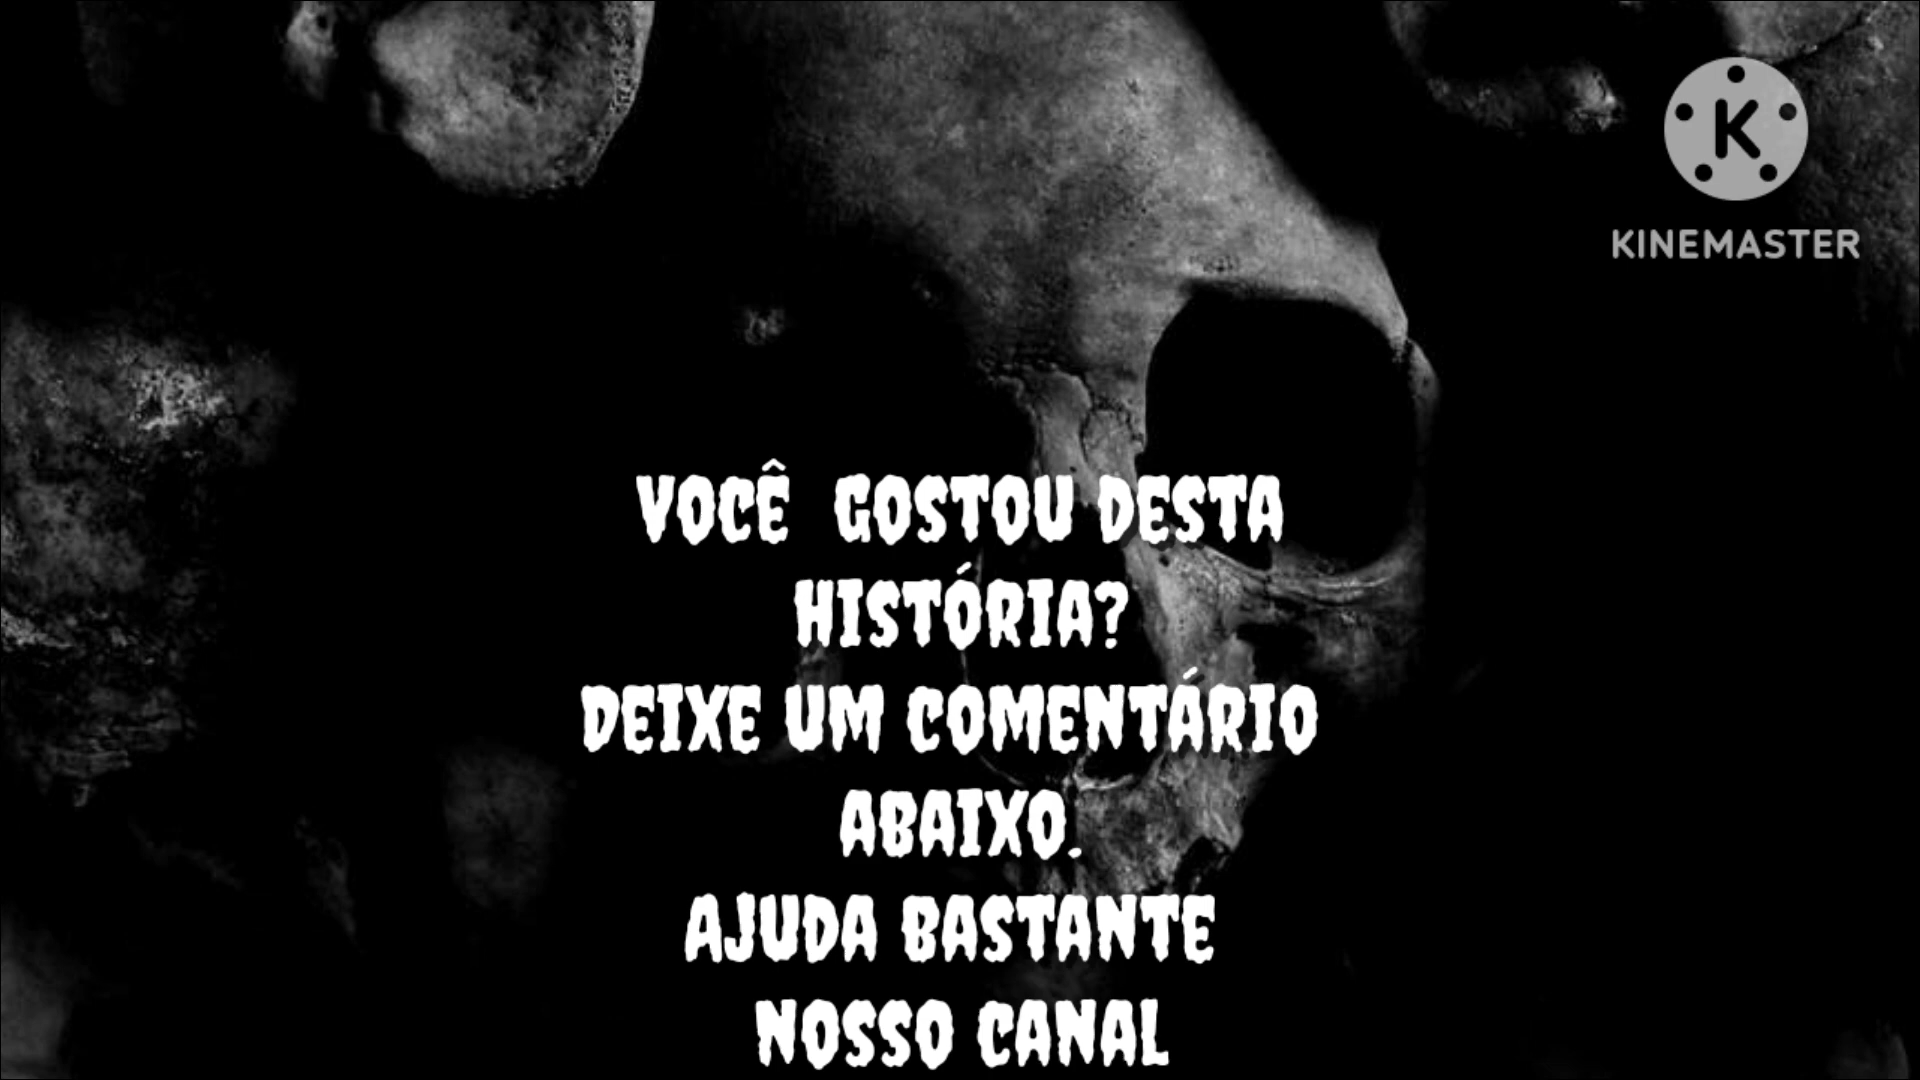 K
KINEMASTER
VOCÊ GOSTOU DESTA
HISTÓRIA?
DEIXE UM COMENTÁRIO
ABAIXO.
AJUDA BASTANTE
NOSSO CANAL